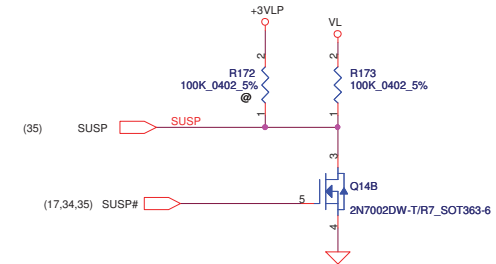 +3VLP
VL
2
2
R172
100K_0402_5%
@
R173
100K_0402_5%
1
1
(35) SUSP
SUSP
3
Q14B
2N7002DW-T/R7_SOT363-6
(17,34,35) SUSP#
5
4